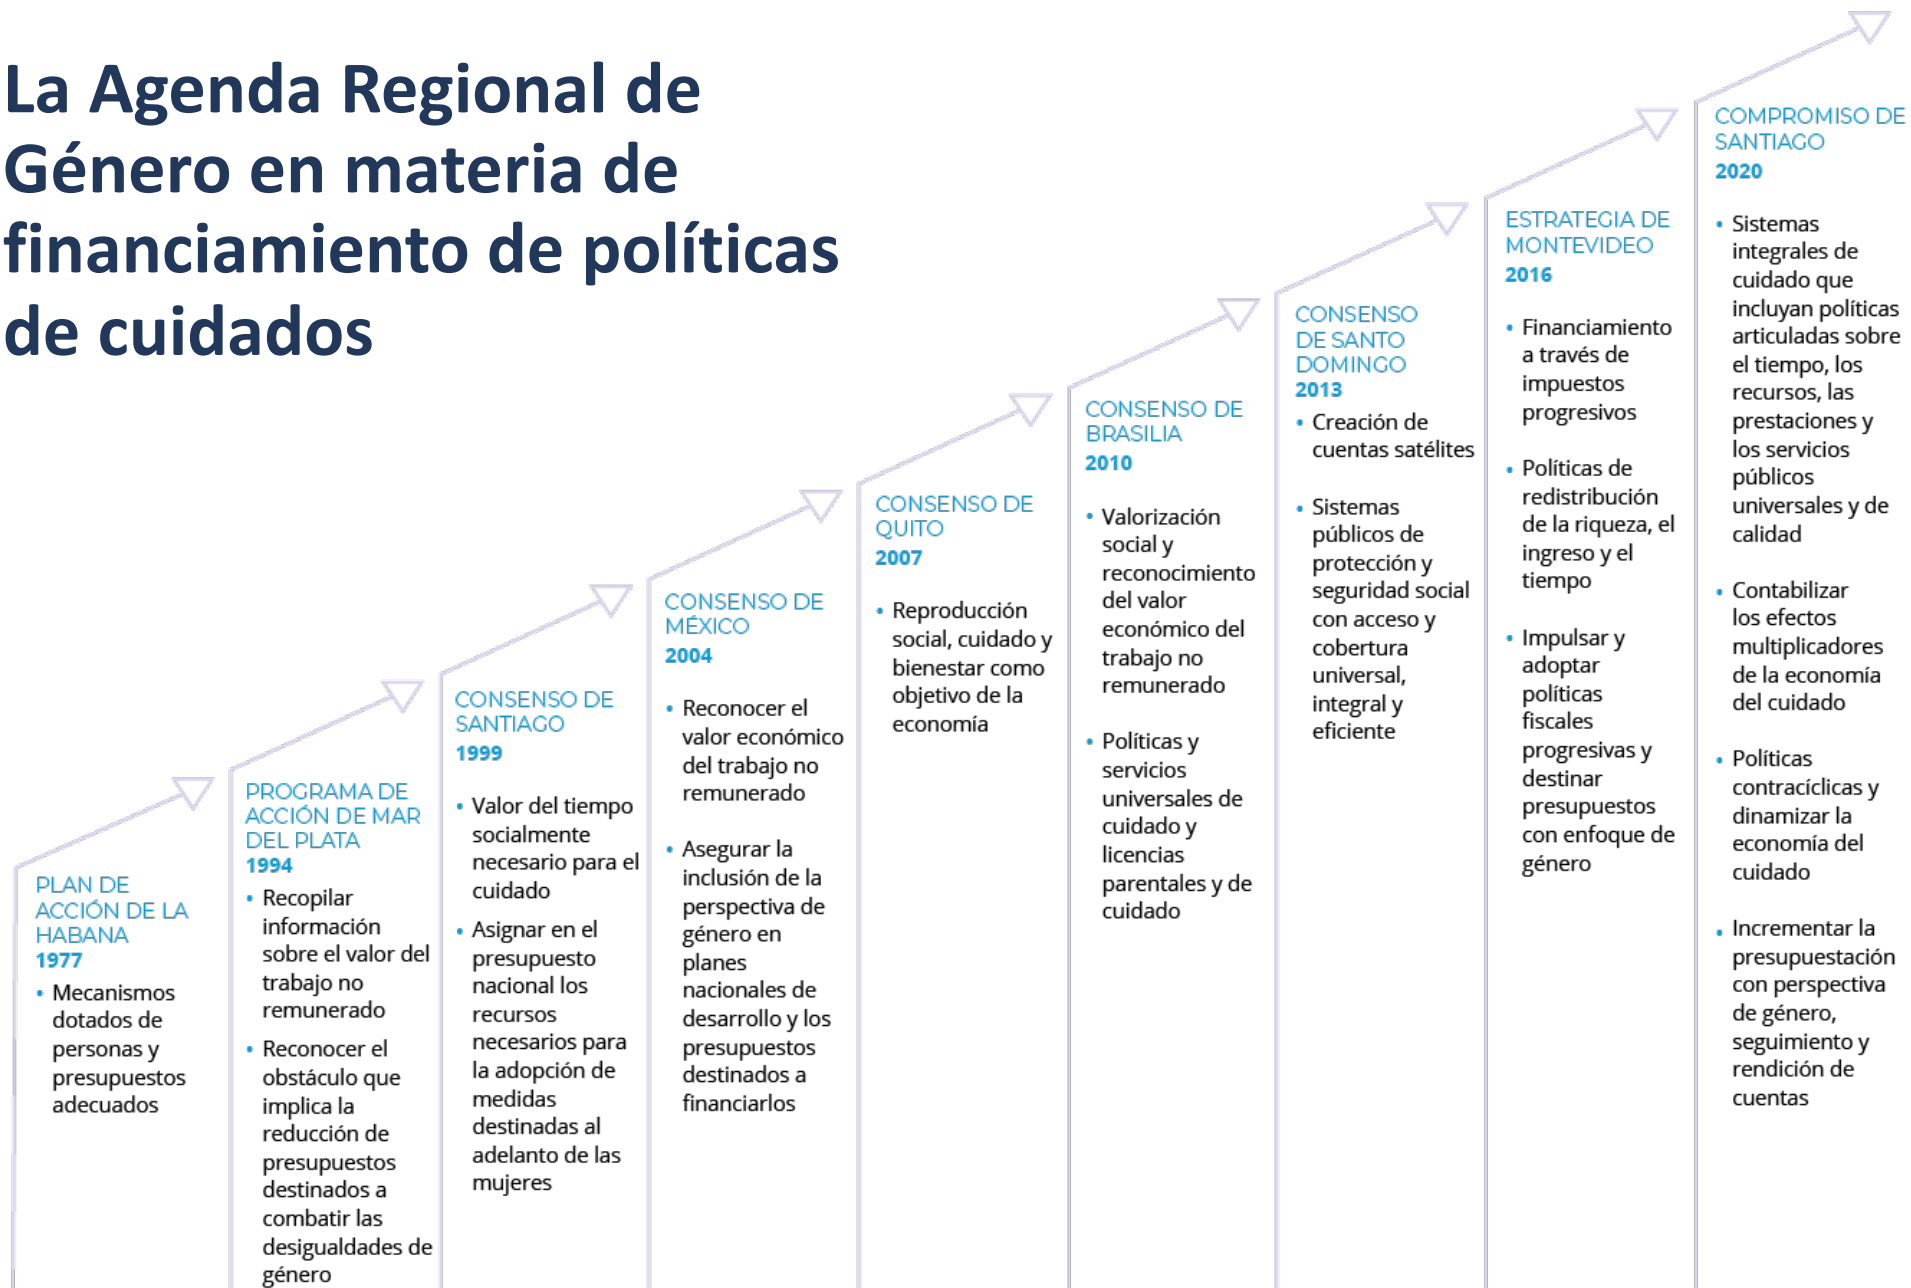 La Agenda Regional de
Género en materia de
financiamiento de políticas
de cuidados
PLAN DE
ACCIÓN DE LA
HABANA
1977
• Mecanismos
dotados de
personas y
presupuestos
adecuados
PROGRAMA DE
ACCIÓN DE MAR
DEL PLATA
1994
• Recopilar
información
sobre el valor del
trabajo no
remunerado
• Reconocer el
obstáculo que
implica la
reducción de
presupuestos
destinados a
combatir las
desigualdades de
género
CONSENSO DE
SANTIAGO
1999
• Valor del tiempo
socialmente
necesario para el
cuidado
• Asignar en el
presupuesto
nacional los
recursos
necesarios para
la adopción de
medidas
destinadas al
adelanto de las
mujeres
CONSENSO DE
MÉXICO
2004
• Reconocer el
valor económico
del trabajo no
remunerado
• Asegurar la
inclusión de la
perspectiva de
género en
planes
nacionales de
desarrollo y los
presupuestos
destinados a
financiarlos
CONSENSO DE
QUITO
2007
• Reproducción
social, cuidado y
bienestar como
objetivo de la
economía
CONSENSO DE
BRASILIA
2010
• Valorización
social y
reconocimiento
del valor
económico del
trabajo no
remunerado
• Políticas y
servicios
universales de
cuidado y
licencias
parentales y de
cuidado
CONSENSO
DE SANTO
DOMINGO
2013
• Creación de
cuentas satélites
• Sistemas
públicos de
protección y
seguridad social
con acceso y
cobertura
universal,
integral y
eficiente
ESTRATEGIA DE
MONTEVIDEO
2016
• Financiamiento
a través de
impuestos
progresivos
• Políticas de
redistribución
de la riqueza, el
ingreso y el
tiempo
• Impulsar y
adoptar
políticas
fiscales
progresivas y
destinar
presupuestos
con enfoque de
género
COMPROMISO DE
SANTIAGO
2020
• Sistemas
integrales de
cuidado que
incluyan políticas
articuladas sobre
el tiempo, los
recursos, las
prestaciones y
los servicios
públicos
universales y de
calidad
• Contabilizar
los efectos
multiplicadores
de la economía
del cuidado
• Políticas
contracíclicas y
dinamizar la
economía del
cuidado
• Incrementar la
presupuestación
con perspectiva
de género,
seguimiento y
rendición de
cuentas